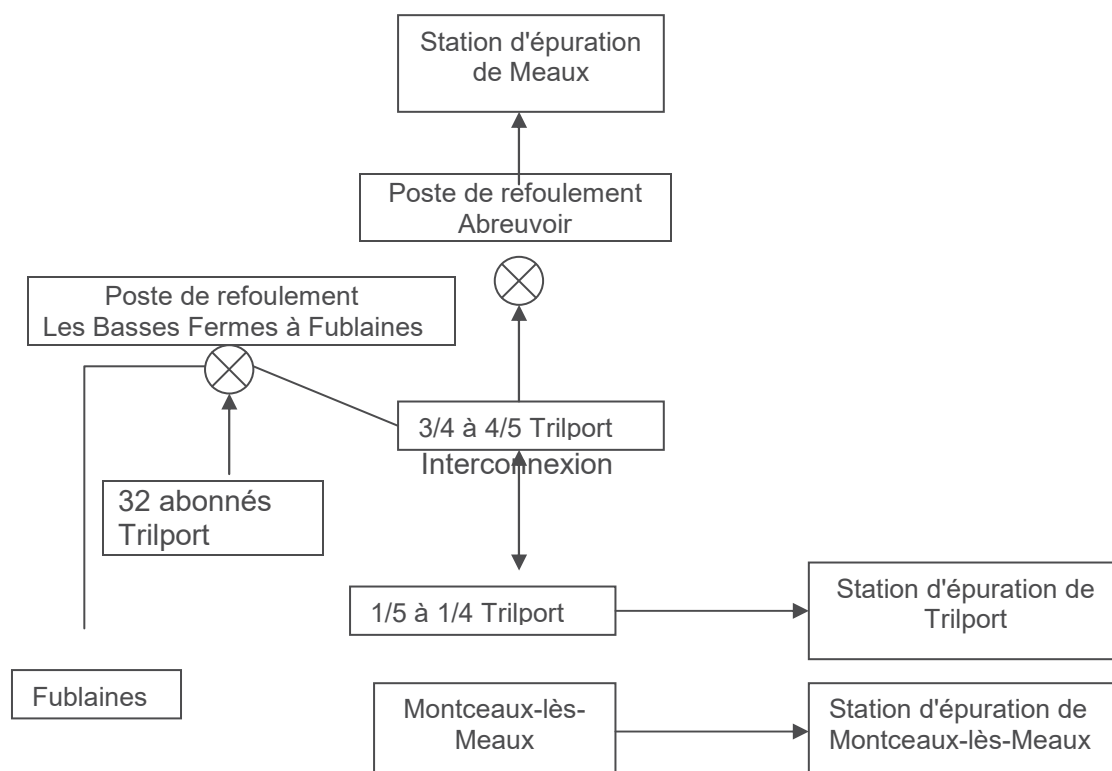 Station d'épuration
de Meaux
Poste de refoulement
Abreuvoir
Poste de refoulement
Les Basses Fermes à Fublaines
3/4 à 4/5 Trilport
Interconnexion
32 abonnés
Trilport
1/5 à 1/4 Trilport
Station d'épuration de
Trilport
Fublaines
Montceaux-lès-
Meaux
Station d'épuration de
Montceaux-lès-Meaux